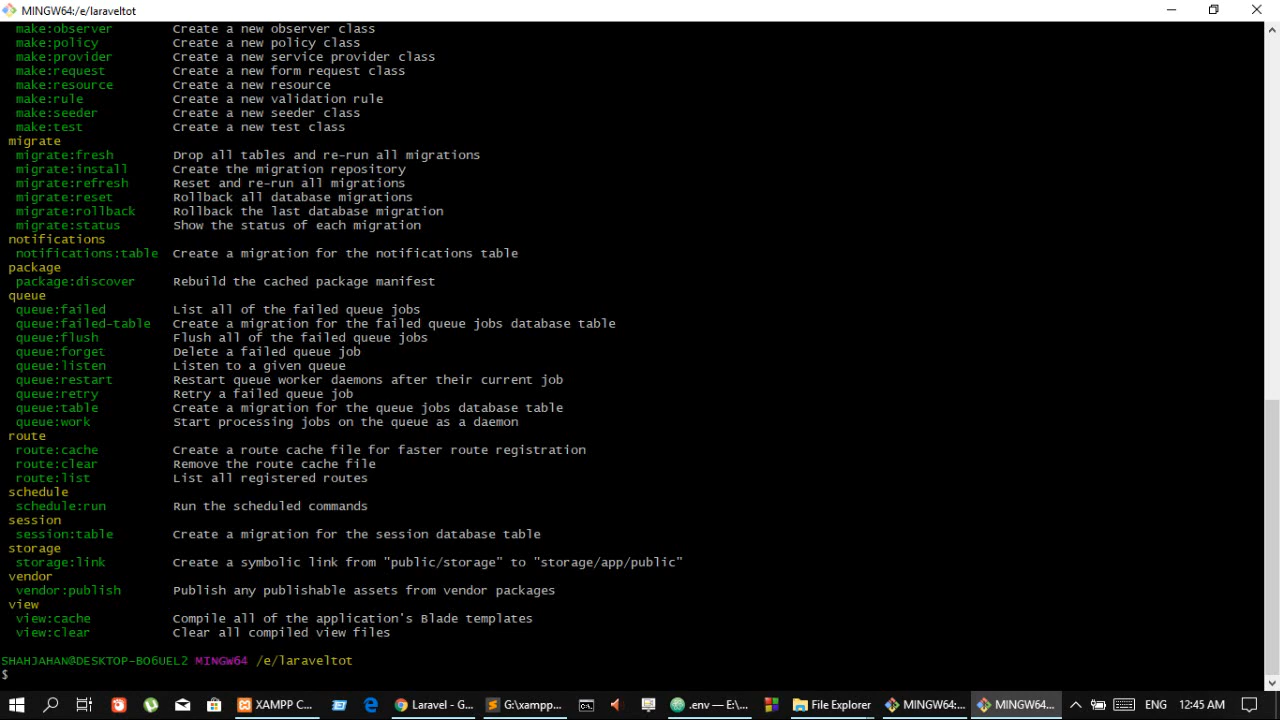 MINGW64:/e/laraveltot
make:observer Create a new observer class
make:policy Create a new policy class
make:provider Create a new service provider class
make:request Create a new form request class
make:resource Create a new resource
make:rule Create a new validation rule
make:seeder Create a new seeder class
make:test Create a new test class
migrate
migrate:fresh Drop all tables and re-run all migrations
migrate:install Create the migration repository
migrate:refresh Reset and re-run all migrations
migrate:reset Rollback all database migrations
migrate:rollback Rollback the last database migration
migrate:status Show the status of each migration
notifications
notifications:table Create a migration for the notifications table
package
package:discover Rebuild the cached package manifest
queue
queue:failed List all of the failed queue jobs
queue:failed-table Create a migration for the failed queue jobs database table
queue:flush Flush all of the failed queue jobs
queue:forget Delete a failed queue job
queue:listen Listen to a given queue
queue:restart Restart queue worker daemons after their current job
queue:retry Retry a failed queue job
queue:table Create a migration for the queue jobs database table
queue:work Start processing jobs on the queue as a daemon
route
route:cache Create a route cache file for faster route registration
route:clear Remove the route cache file
route:list List all registered routes
schedule
schedule:run Run the scheduled commands
session
session:table Create a migration for the session database table
storage
storage:link Create a symbolic link from "public/storage" to "storage/app/public"
vendor
vendor:publish Publish any publishable assets from vendor packages
view
view:cache Compile all of the application's Blade templates
view:clear Clear all compiled view files
SHAHJAHAN@DESKTOP-BO6UEL2 MINGW64 /e/laraveltot
$
XAMPP C... Laravel - G... G:\xampp... .env — E:\... File Explorer MINGW64:... MINGW64... ENG 12:45 AM